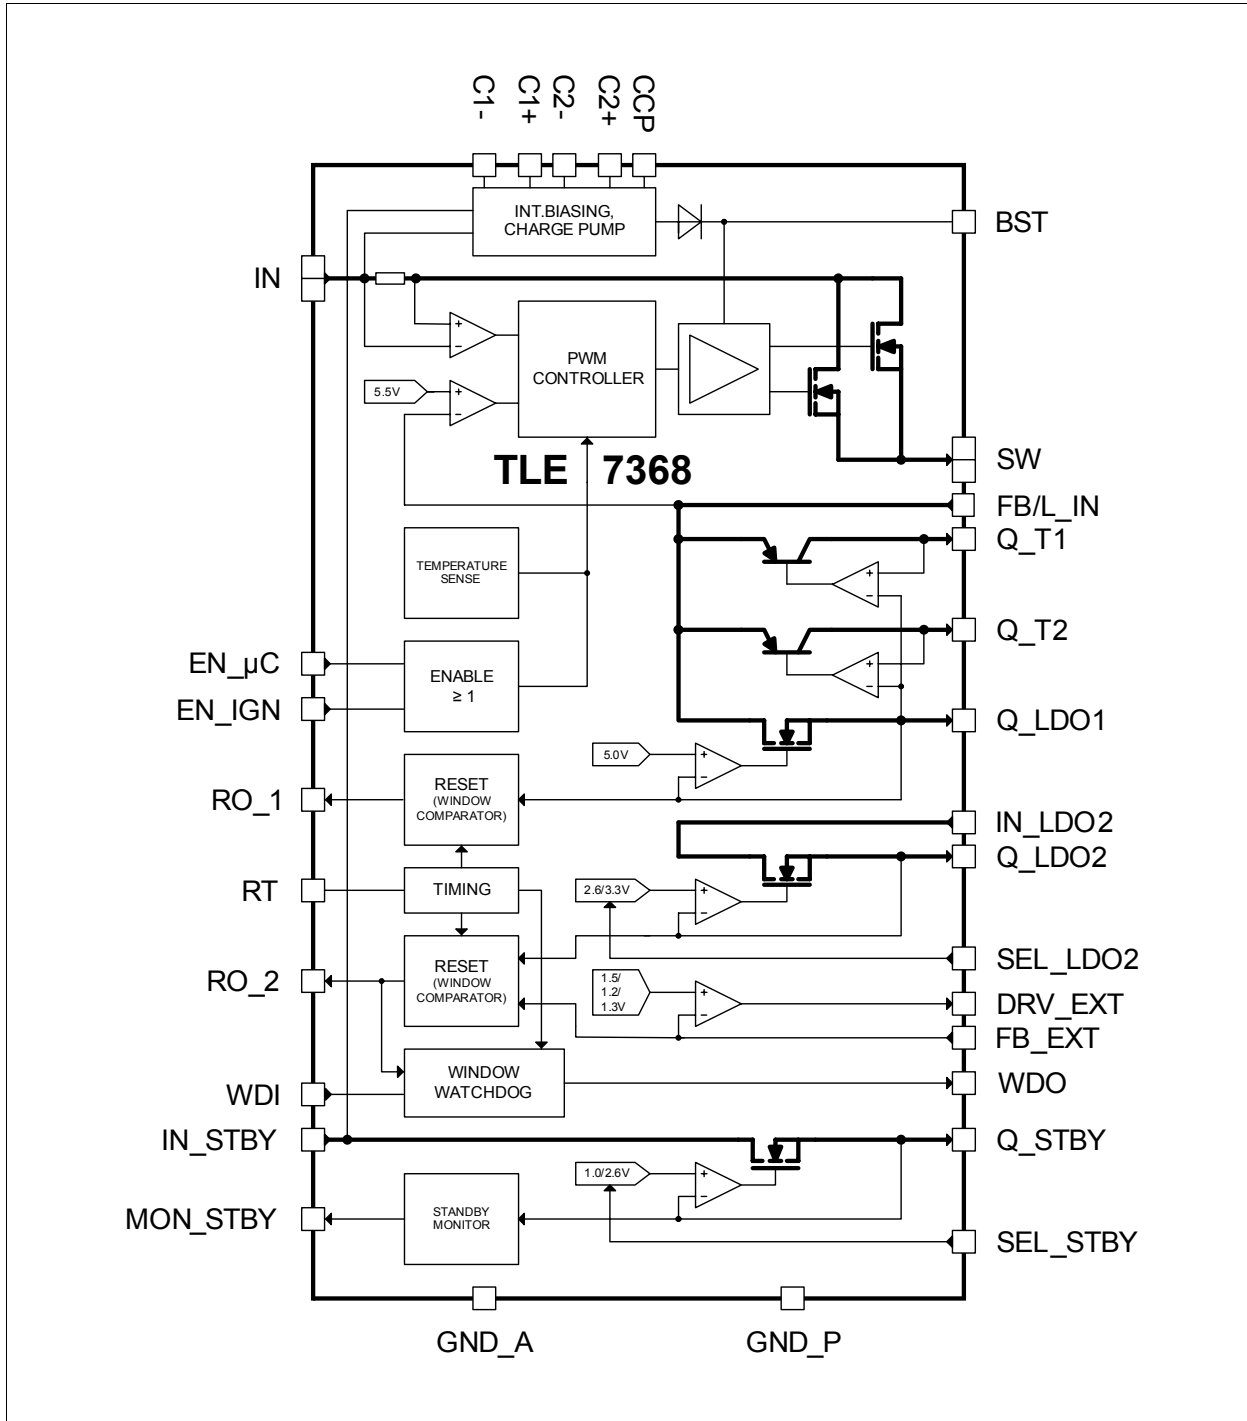 C1-
C1+
C2-
C2+
CCP
INT.BIASING,
CHARGE PUMP
BST
IN
+
−
PWM
CONTROLLER
5.5V
+
−
SW
TLE 7368
FB/L_IN
Q_T1
+
−
TEMPERATURE
SENSE
Q_T2
+
−
EN_µC
ENABLE
≥ 1
EN_IGN
Q_LDO1
5.0V
+
−
RESET
(WINDOW
COMPARATOR)
RO_1
IN_LDO2
Q_LDO2
RT
TIMING
2.6/3.3V
+
−
RO_2
RESET
(WINDOW
COMPARATOR)
SEL_LDO2
1.5/
1.2/
1.3V
+
−
DRV_EXT
FB_EXT
WINDOW
WATCHDOG
WDO
WDI
IN_STBY
Q_STBY
1.0/2.6V
+
−
MON_STBY
STANDBY
MONITOR
SEL_STBY
GND_A
GND_P